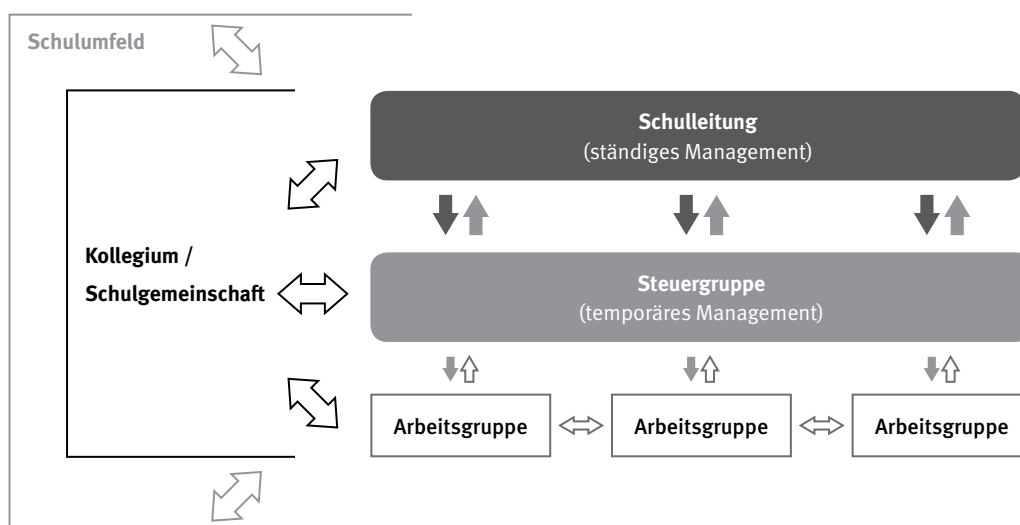 Schulumfeld
Schulleitung
(ständiges Management)
Kollegium /
Schulgemeinschaft
Steuergruppe
(temporäres Management)
Arbeitsgruppe
Arbeitsgruppe
Arbeitsgruppe